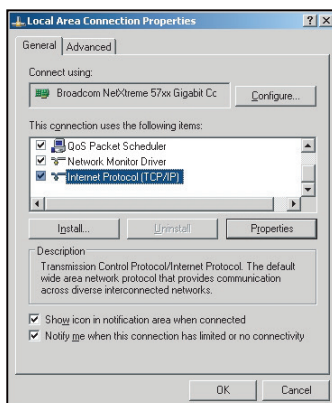 Local Area Connection Properties
General Advanced
Connect using:
Broadcom NetXtreme 57xx Gigabit Cc
Configure...
This connection uses the following items:
QoS Packet Scheduler
Network Monitor Driver
Internet Protocol (TCP/IP)
Install... Uninstall Properties
Description
Transmission Control Protocol/Internet Protocol. The default
wide area network protocol that provides communication
across diverse interconnected networks.
Show icon in notification area when connected
Notify me when this connection has limited or no connectivity
OK Cancel